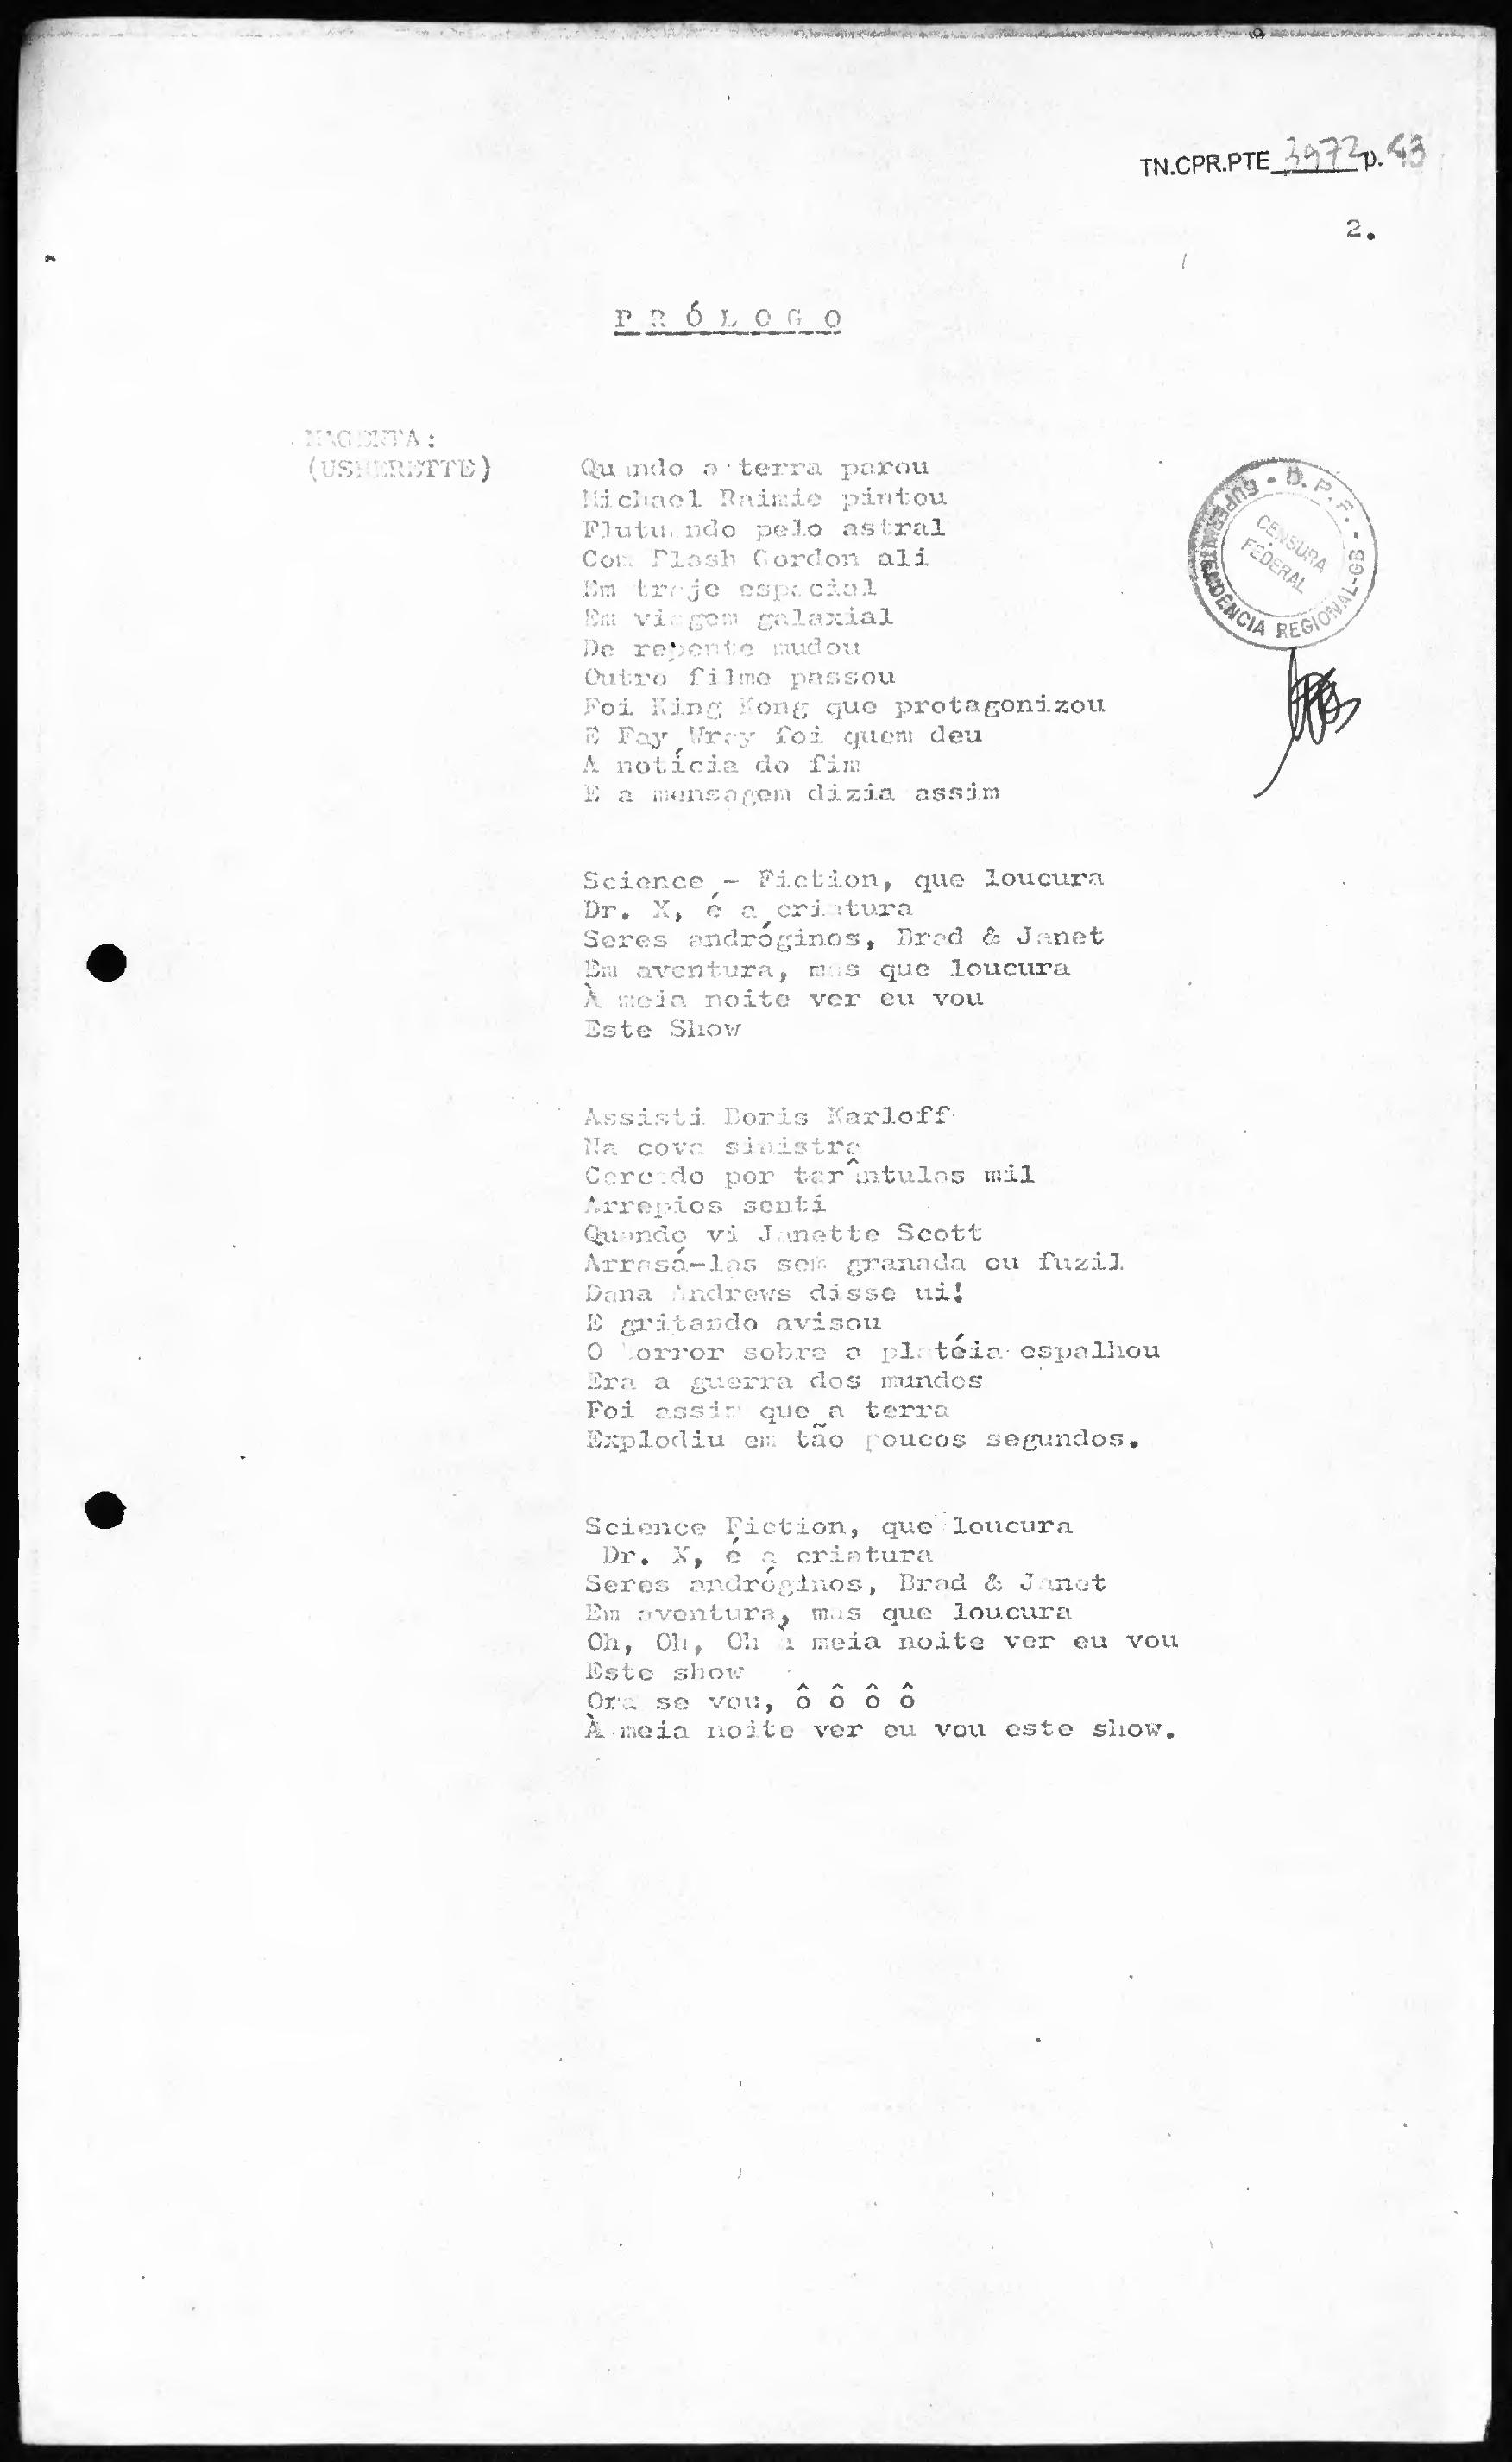 TN.CPR.PTE 3972 p. 43
2.
PRÓLOGO
MAGENTA:
(USHERETTE)
Quando a terra parou
Michael Raimie pintou
Flutuando pelo astral
Com Flash Gordon ali
Em traje espacial
Em viagem galaxial
De repente mudou
Outro filme passou
Foi King Kong que protagonizou
E Fay Wray foi quem deu
A notícia do fim
E a mensagem dizia assim
D.P.F. - SUPERINTENDÊNCIA REGIONAL-GB
CENSURA
FEDERAL
Science - Fiction, que loucura
Dr. X, é a criatura
Seres andróginos, Brad & Janet
Em aventura, mas que loucura
À meia noite ver eu vou
Este Show
Assisti Boris Karloff
Na cova sinistra
Cercado por tarântulas mil
Arrepios senti
Quando vi Janette Scott
Arrasá-las sem granada ou fuzil
Dana Andrews disse ui!
E gritando avisou
O horror sobre a platéia espalhou
Era a guerra dos mundos
Foi assim que a terra
Explodiu em tão poucos segundos.
Science Fiction, que loucura
Dr. X, é a criatura
Seres andróginos, Brad & Janet
Em aventura, mas que loucura
Oh, Oh, Oh à meia noite ver eu vou
Este show
Ora se vou, ô ô ô ô
À meia noite ver eu vou este show.